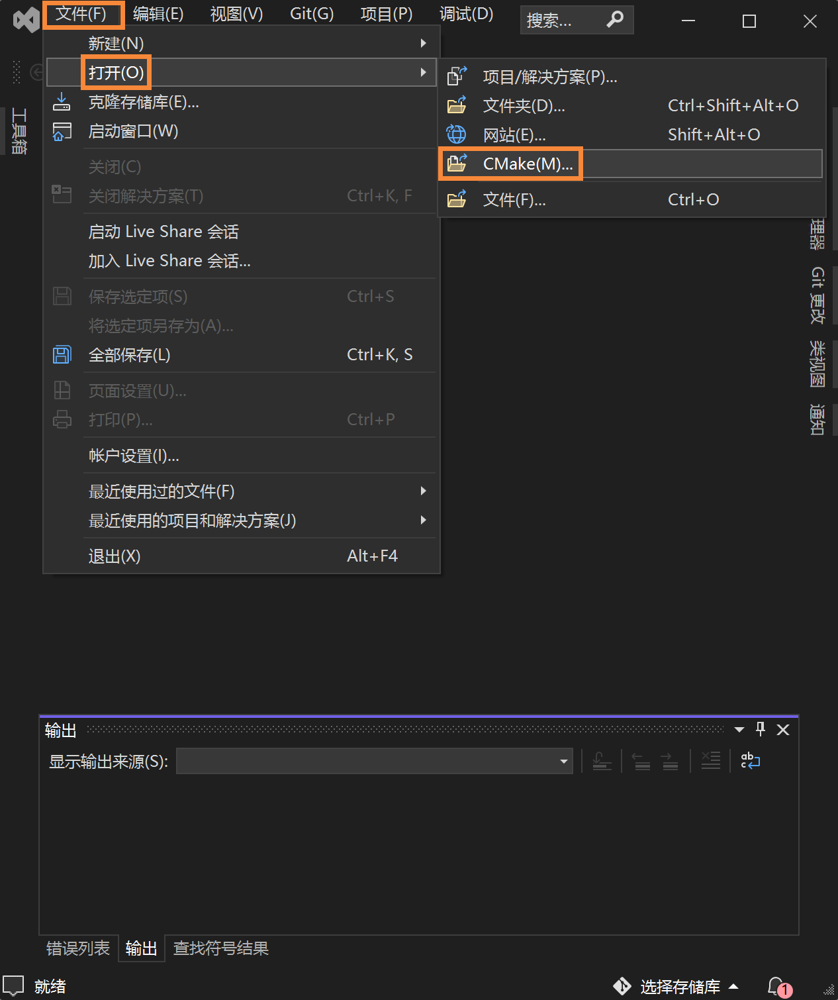 文件(F) 编辑(E) 视图(V) Git(G) 项目(P) 调试(D) 搜索...
新建(N)
打开(O)
克隆存储库(E)...
启动窗口(W)
关闭(C)
关闭解决方案(T) Ctrl+K, F
启动 Live Share 会话
加入 Live Share 会话...
保存选定项(S) Ctrl+S
将选定项另存为(A)...
全部保存(L) Ctrl+K, S
页面设置(U)...
打印(P)... Ctrl+P
帐户设置(I)...
最近使用过的文件(F)
最近使用的项目和解决方案(J)
退出(X) Alt+F4
项目/解决方案(P)...
文件夹(D)... Ctrl+Shift+Alt+O
网站(E)... Shift+Alt+O
CMake(M)...
文件(F)... Ctrl+O
工具箱
理器
Git 更改
类视图
通知
输出
显示输出来源(S):
错误列表 输出 查找符号结果
就绪 选择存储库 1